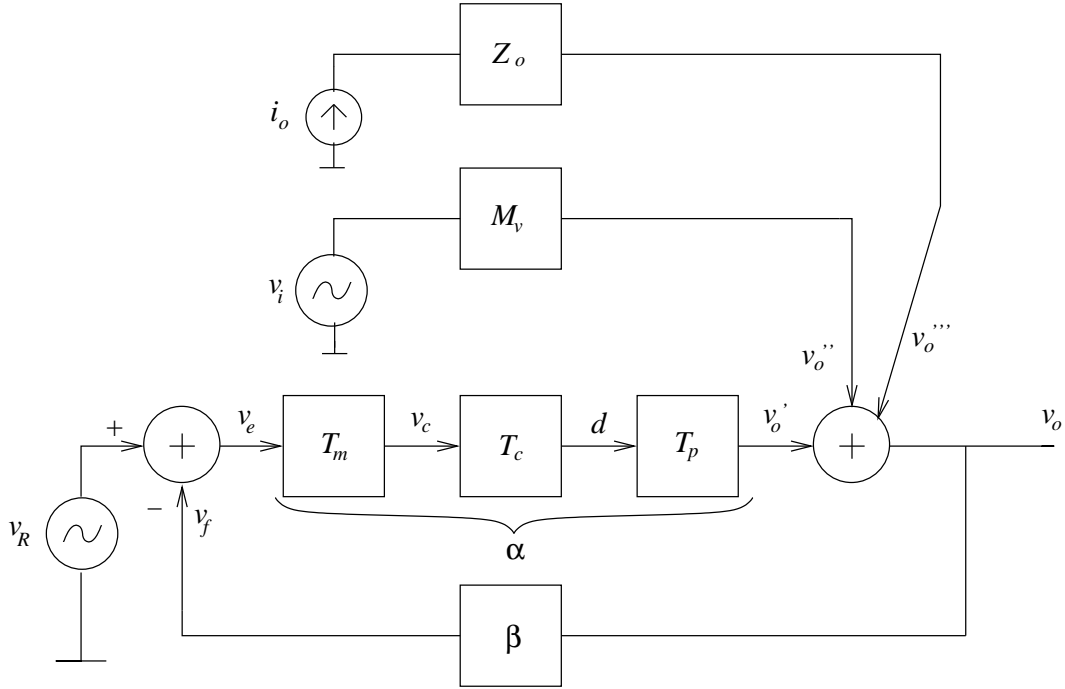 Z_o
i_o
M_v
v_i
v_o'''
v_o''
+ v_e T_m v_c T_c d T_p v_o' + v_o
+
− v_f
v_R
α
β